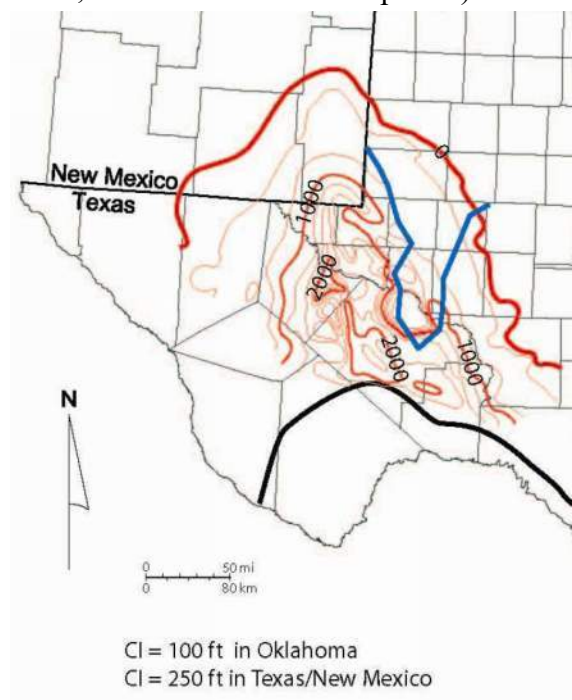 0
New Mexico
Texas
1000
2000
2000
1000
N
0 50 mi
0 80 km
CI = 100 ft in Oklahoma
CI = 250 ft in Texas/New Mexico